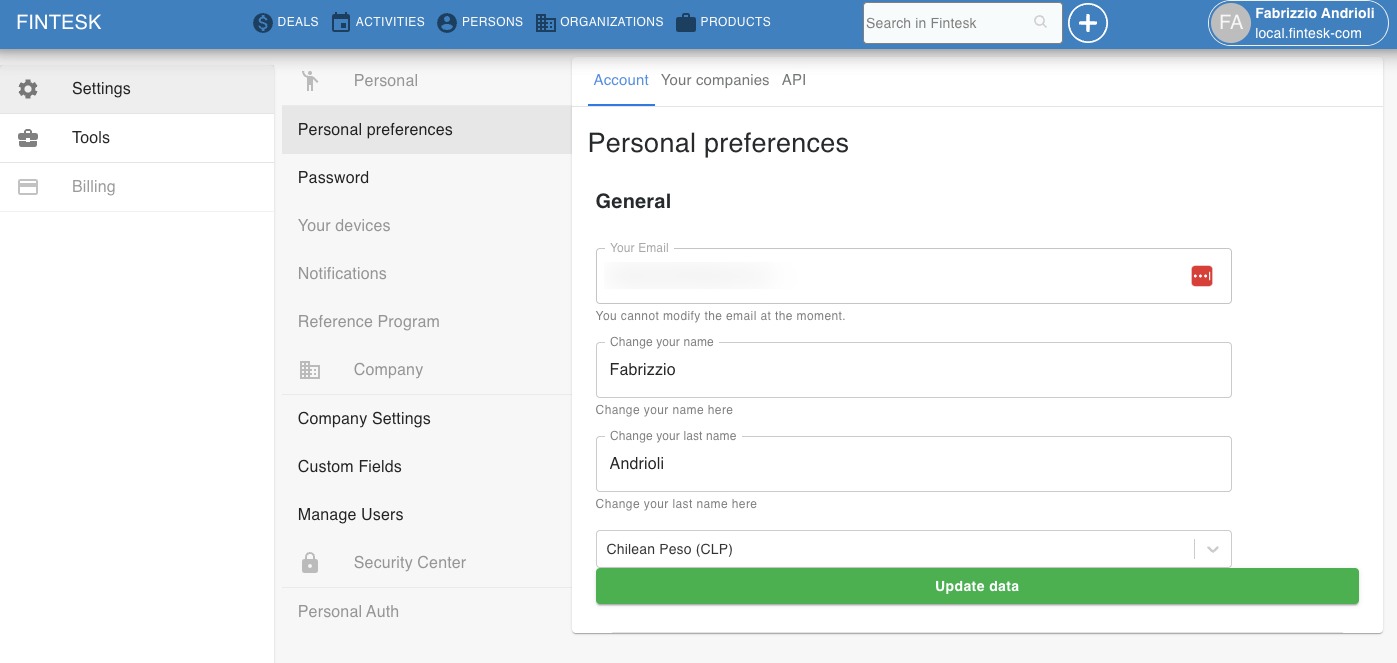 FINTESK
DEALS
ACTIVITIES
PERSONS
ORGANIZATIONS
PRODUCTS
Search in Fintesk
FA
Fabrizzio Andrioli
local.fintesk-com
Settings
Tools
Billing
Personal
Personal preferences
Password
Your devices
Notifications
Reference Program
Company
Company Settings
Custom Fields
Manage Users
Security Center
Personal Auth
Account
Your companies
API
Personal preferences
General
Your Email
You cannot modify the email at the moment.
Change your name
Fabrizzio
Change your name here
Change your last name
Andrioli
Change your last name here
Chilean Peso (CLP)
Update data